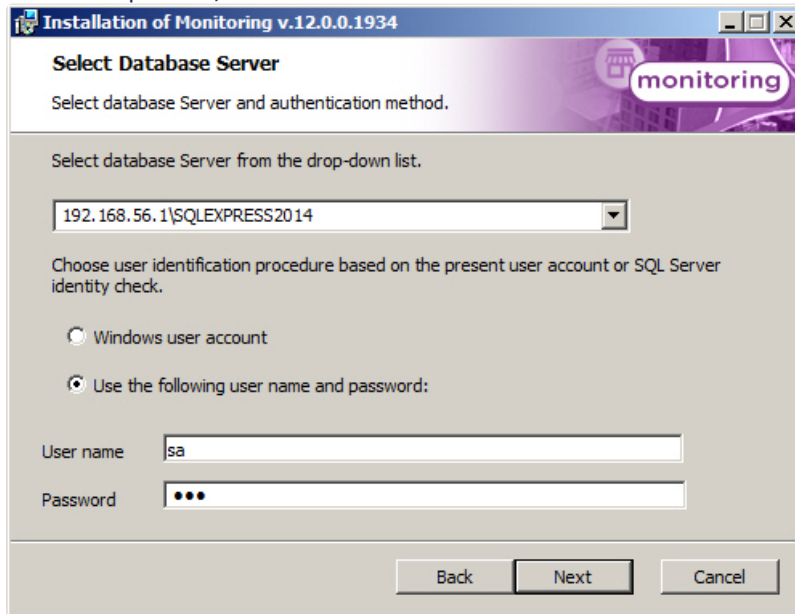 Installation of Monitoring v.12.0.0.1934
Select Database Server
Select database Server and authentication method.
monitoring
Select database Server from the drop-down list.
192.168.56.1\SQLEXPRESS2014
Choose user identification procedure based on the present user account or SQL Server
identity check.
Windows user account
Use the following user name and password:
User name sa
Password •••
Back Next Cancel